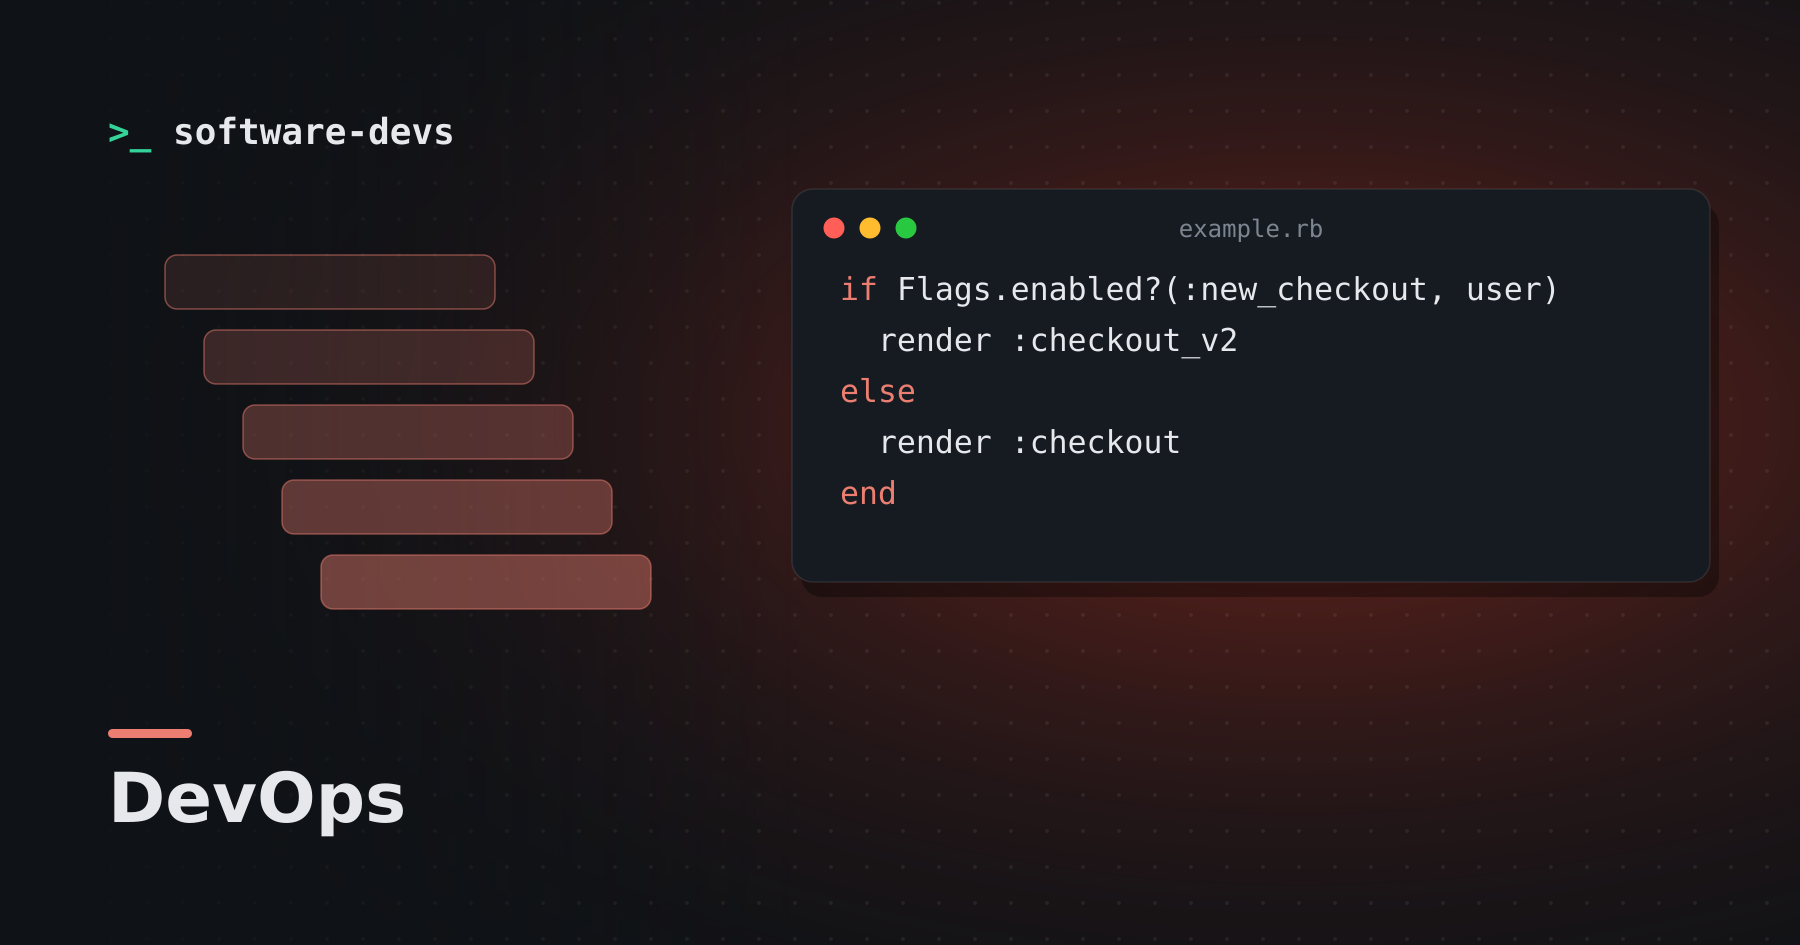 >_ software-devs
example.rb
if Flags.enabled?(:new_checkout, user)
  render :checkout_v2
else
  render :checkout
end
DevOps